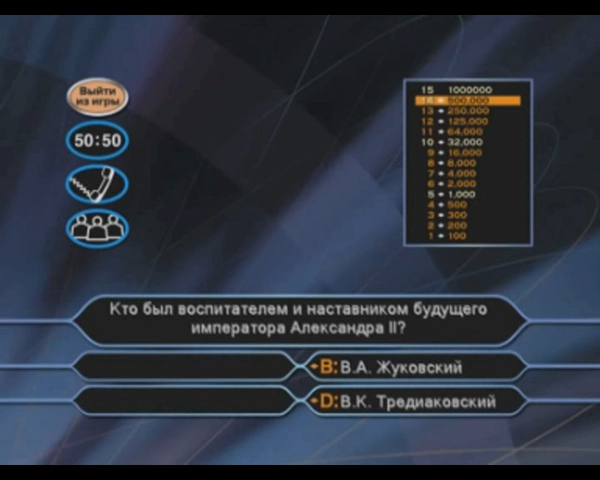 Выйти
из игры
50:50
15 1000000
14 500,000
13 250,000
12 125,000
11 64,000
10 32,000
9 16,000
8 8,000
7 4,000
6 2,000
5 1,000
4 500
3 300
2 200
1 100
Кто был воспитателем и наставником будущего
императора Александра II?
B: В.А. Жуковский
D: В.К. Тредиаковский